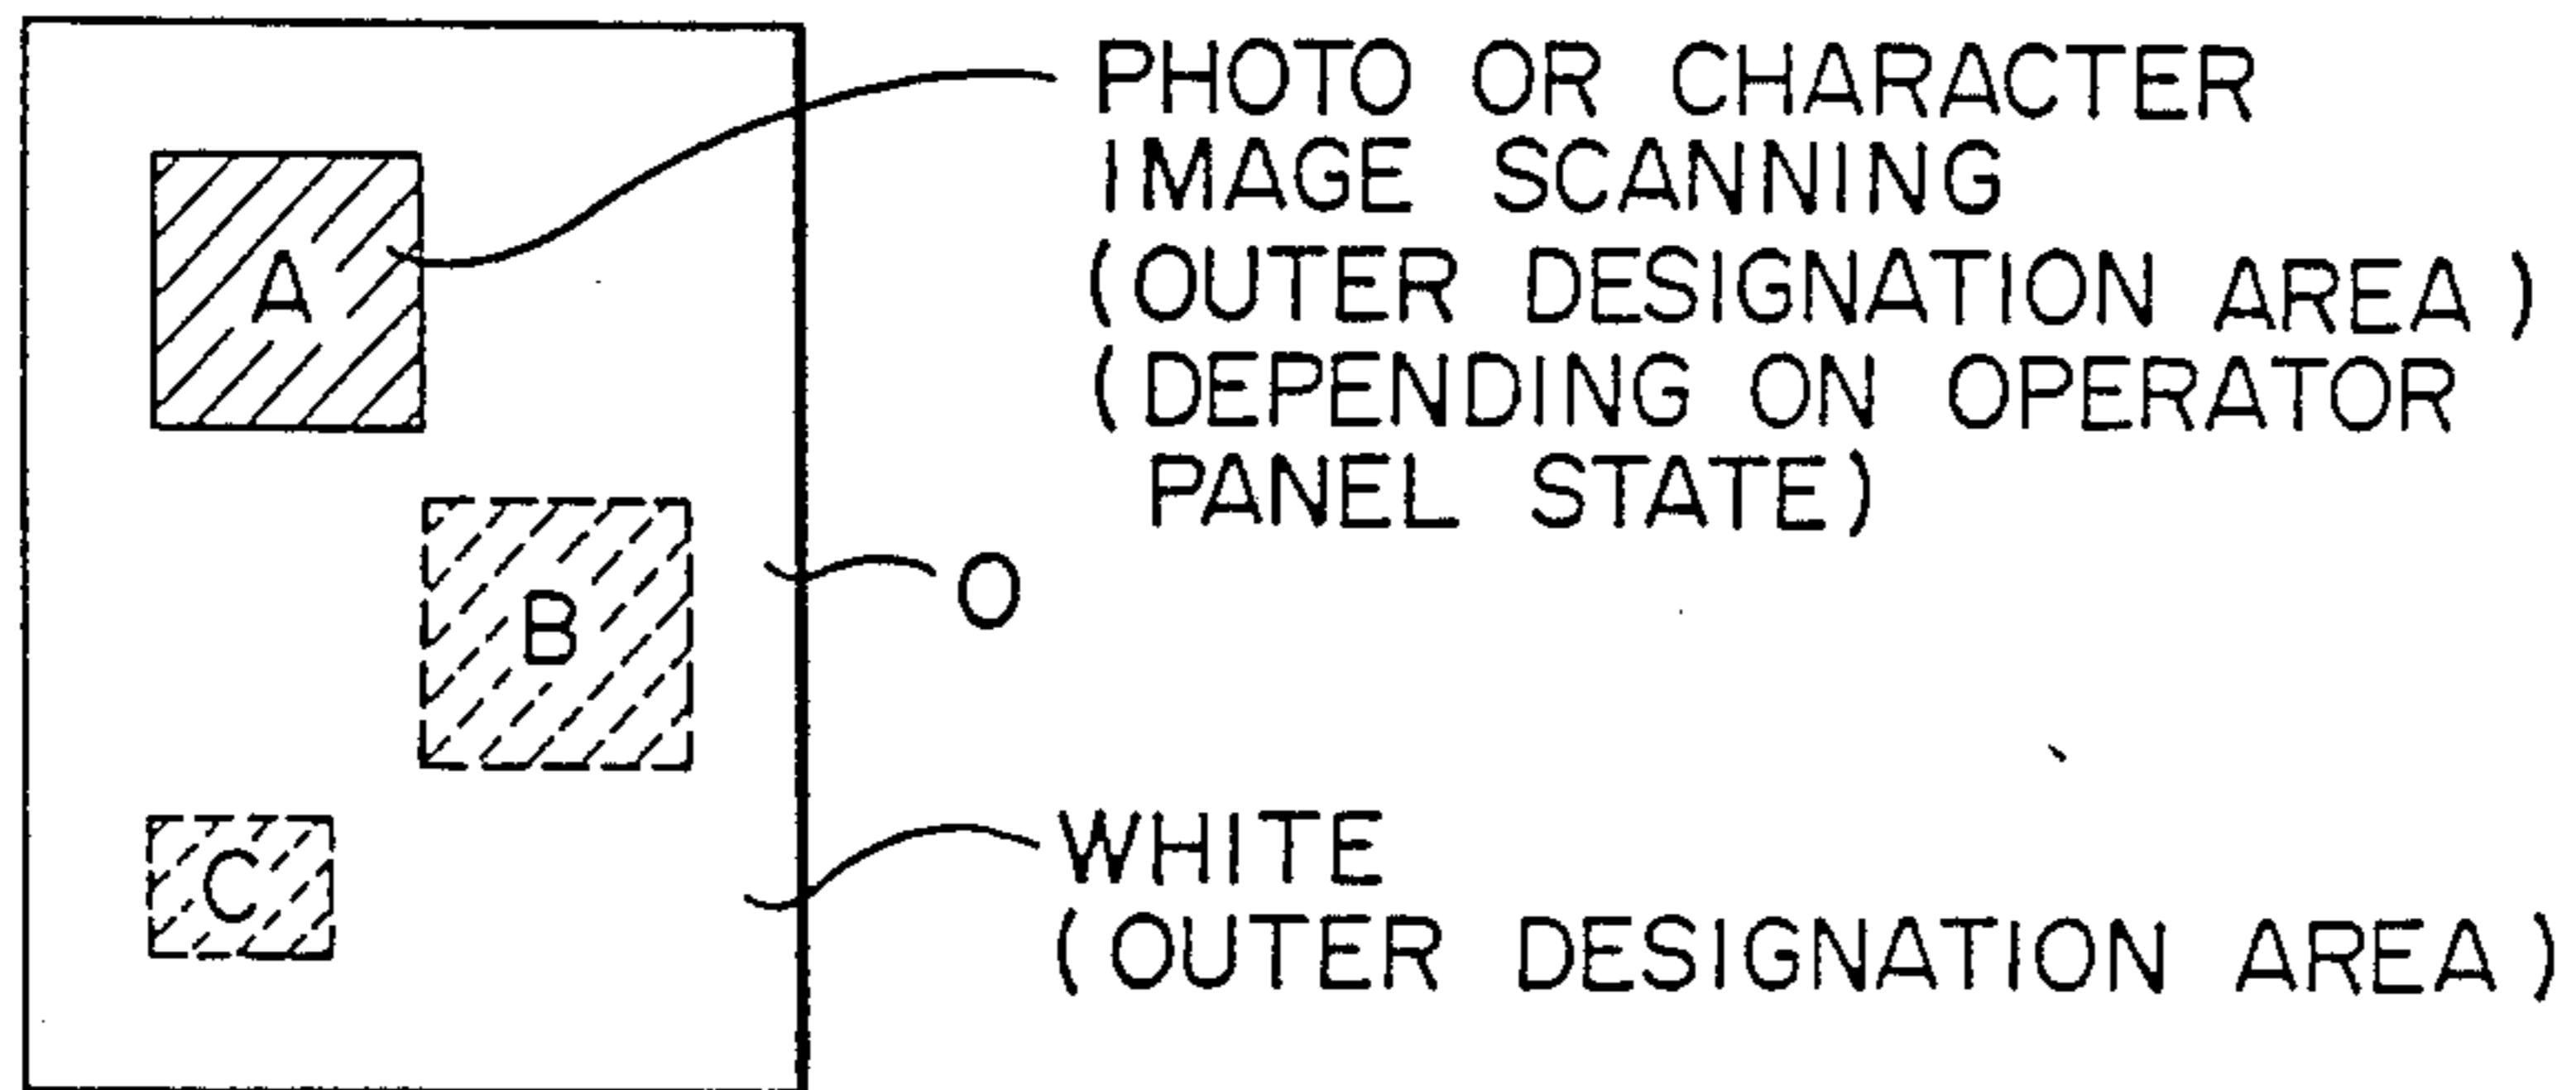 PHOTO OR CHARACTER
IMAGE SCANNING
(OUTER DESIGNATION AREA)
(DEPENDING ON OPERATOR
PANEL STATE)
A
B
O
C
WHITE
(OUTER DESIGNATION AREA)